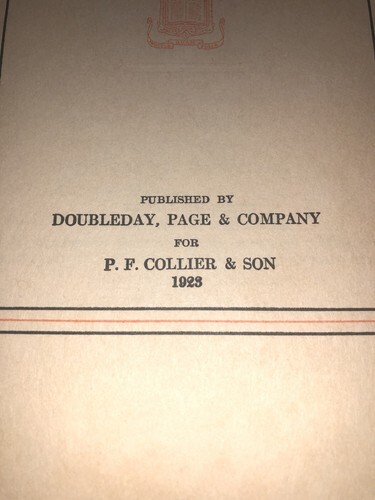 PUBLISHED BY
DOUBLEDAY, PAGE & COMPANY
FOR
P. F. COLLIER & SON
1923